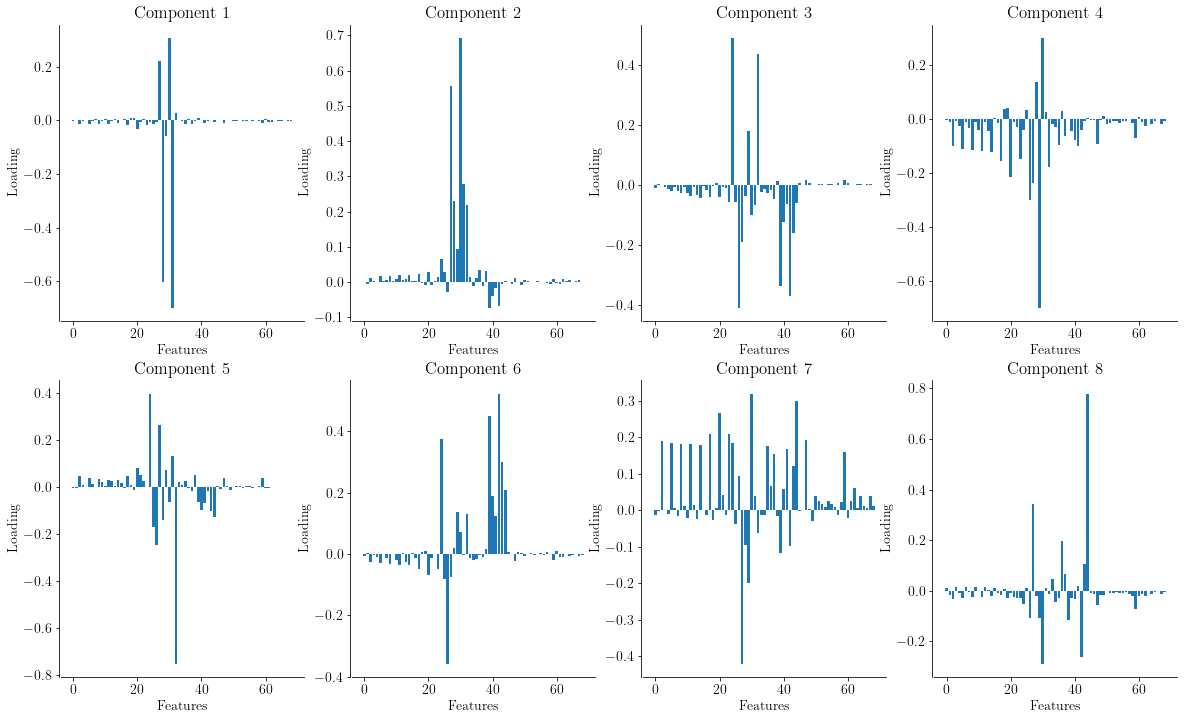 Component 1
Loading
0.2
0.0
−0.2
−0.4
−0.6
0 20 40 60
Features
Component 2
Loading
0.7
0.6
0.5
0.4
0.3
0.2
0.1
0.0
−0.1
0 20 40 60
Features
Component 3
Loading
0.4
0.2
0.0
−0.2
−0.4
0 20 40 60
Features
Component 4
Loading
0.2
0.0
−0.2
−0.4
−0.6
0 20 40 60
Features
Component 5
Loading
0.4
0.2
0.0
−0.2
−0.4
−0.6
−0.8
0 20 40 60
Features
Component 6
Loading
0.4
0.2
0.0
−0.2
−0.4
0 20 40 60
Features
Component 7
Loading
0.3
0.2
0.1
0.0
−0.1
−0.2
−0.3
−0.4
0 20 40 60
Features
Component 8
Loading
0.8
0.6
0.4
0.2
0.0
−0.2
0 20 40 60
Features